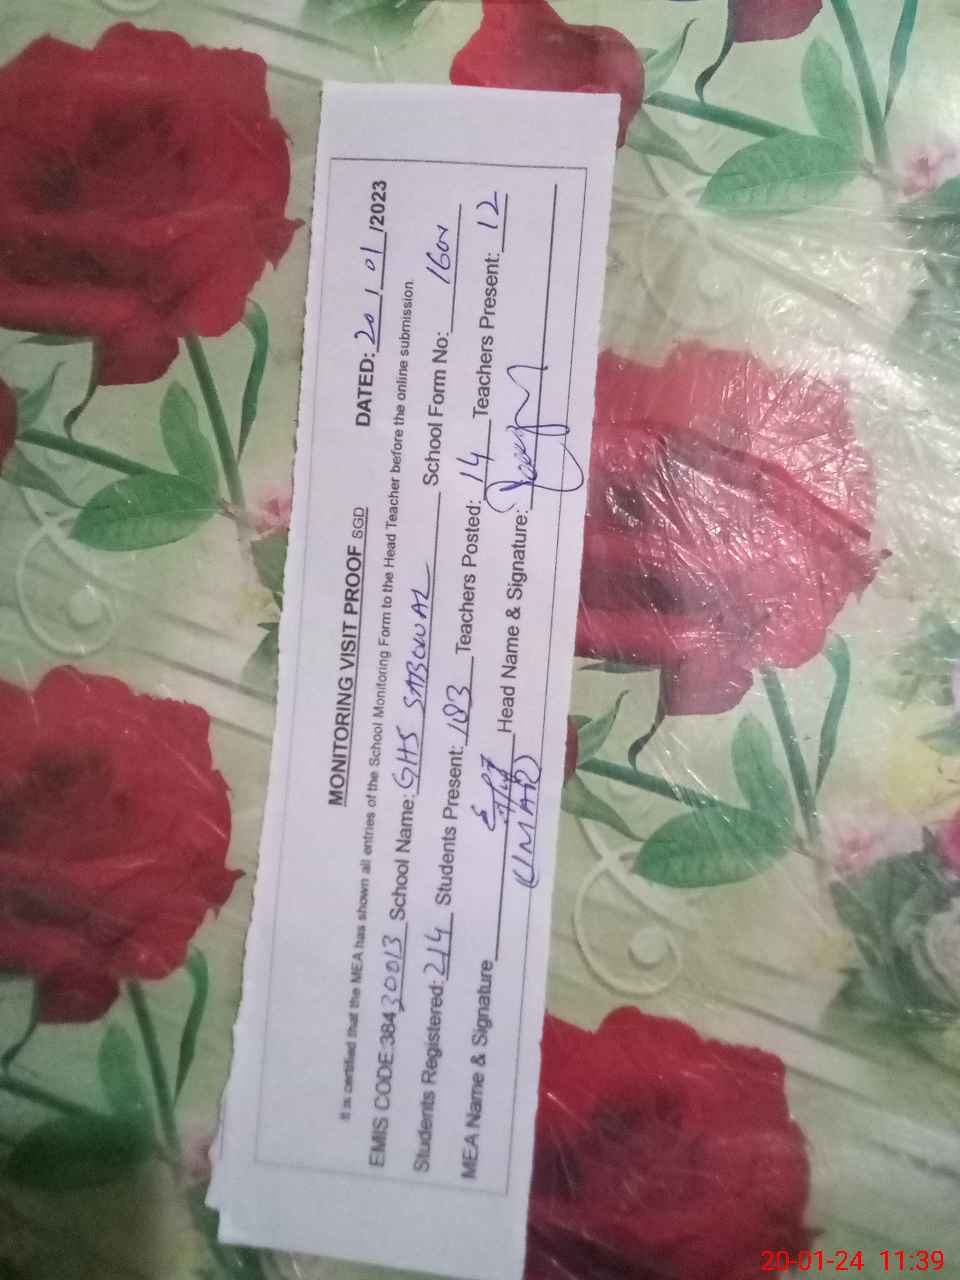 MONITORING VISIT PROOF SGD DATED: 20/01/2023
It is certified that the MEA has shown all entries of the School Monitoring Form to the Head Teacher before the online submission.
EMIS CODE:38430013 School Name: GHS SABOWAL School Form No: 1604
Students Registered: 214 Students Present: 183 Teachers Posted: 14 Teachers Present: 12
MEA Name & Signature Head Name & Signature:
(UMAR)
20-01-24 11:39